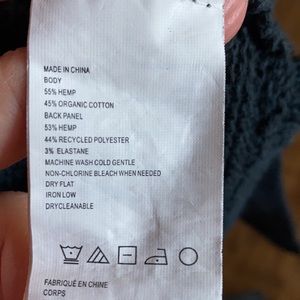 MADE IN CHINA
BODY
55% HEMP
45% ORGANIC COTTON
BACK PANEL
53% HEMP
44% RECYCLED POLYESTER
3% ELASTANE
MACHINE WASH COLD GENTLE
NON-CHLORINE BLEACH WHEN NEEDED
DRY FLAT
IRON LOW
DRYCLEANABLE
FABRIQUÉ EN CHINE
CORPS